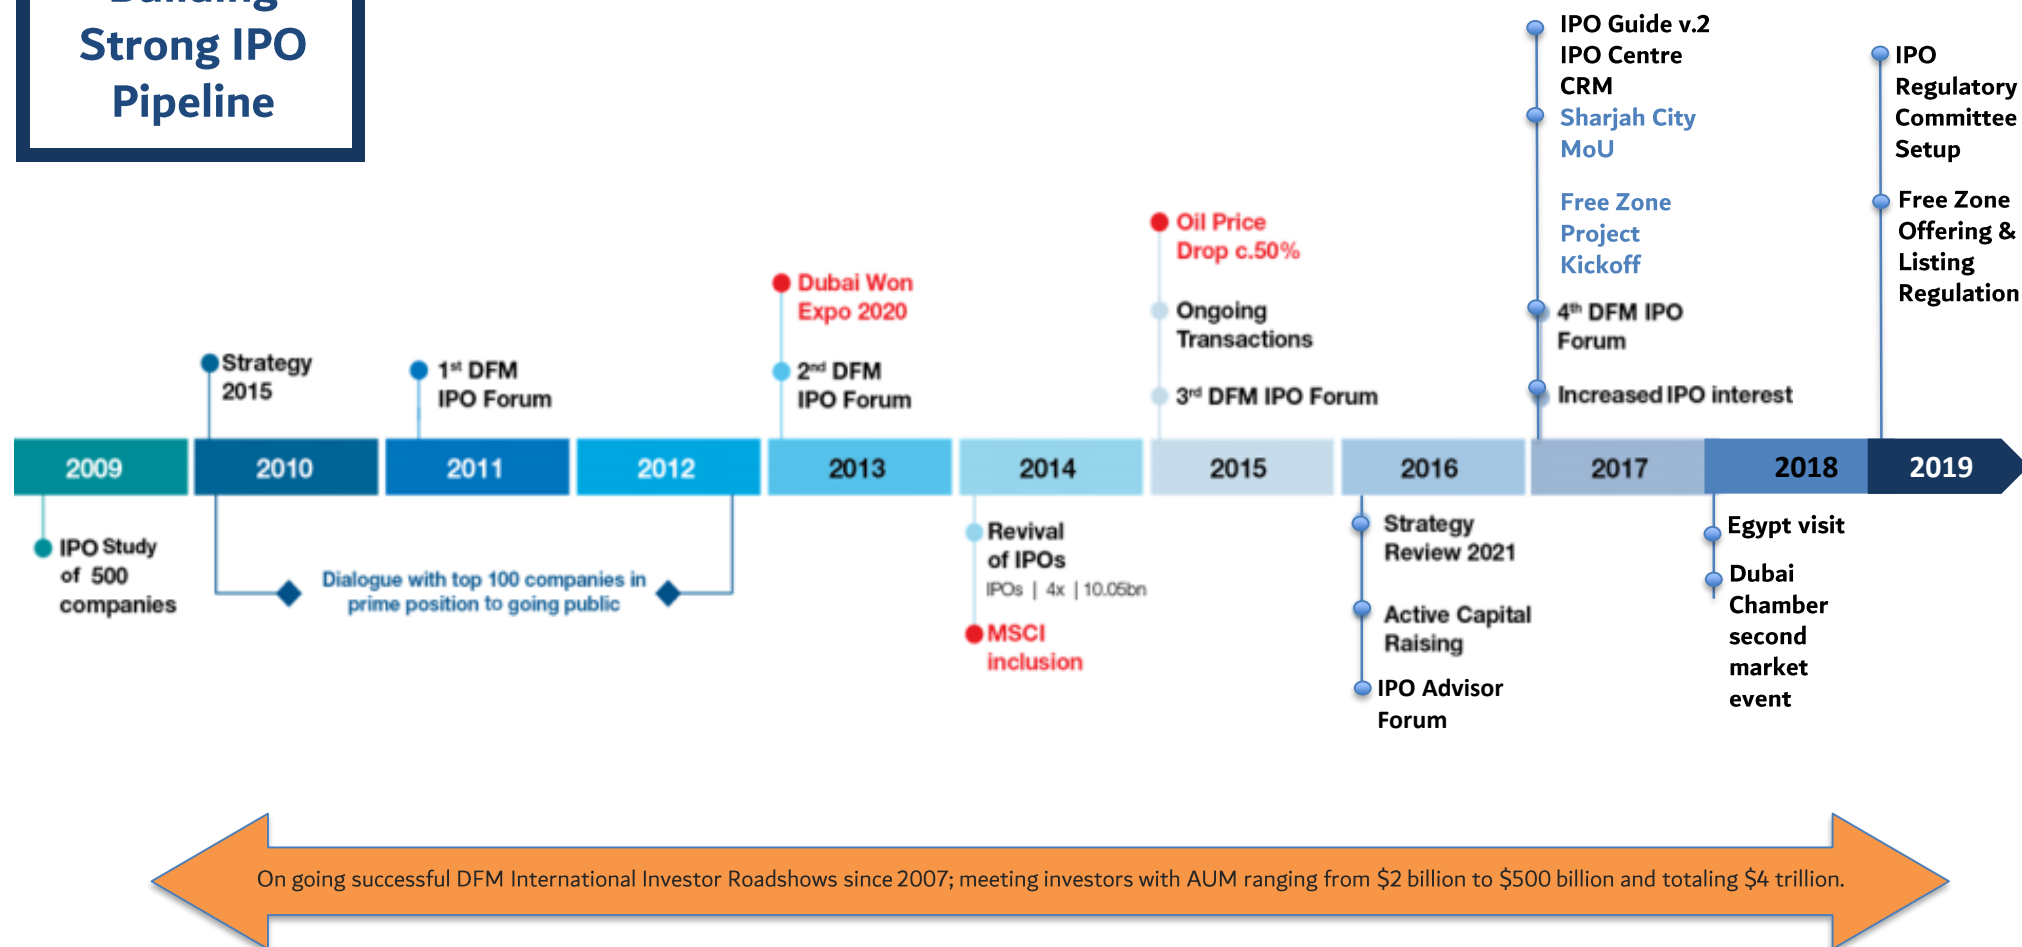 Building
Strong IPO
Pipeline
IPO Guide v.2
IPO Centre
CRM
Sharjah City
MoU
Free Zone
Project
Kickoff
4th DFM IPO
Forum
Increased IPO interest
IPO
Regulatory
Committee
Setup
Free Zone
Offering &
Listing
Regulation
Oil Price
Drop c.50%
Ongoing
Transactions
3rd DFM IPO Forum
Dubai Won
Expo 2020
2nd DFM
IPO Forum
1st DFM
IPO Forum
Strategy
2015
2009 2010 2011 2012 2013 2014 2015 2016 2017 2018 2019
IPO Study
of 500
companies
Dialogue with top 100 companies in
prime position to going public
Revival
of IPOs
IPOs | 4x | 10.05bn
MSCI
inclusion
Strategy
Review 2021
Active Capital
Raising
IPO Advisor
Forum
Egypt visit
Dubai
Chamber
second
market
event
On going successful DFM International Investor Roadshows since 2007; meeting investors with AUM ranging from $2 billion to $500 billion and totaling $4 trillion.